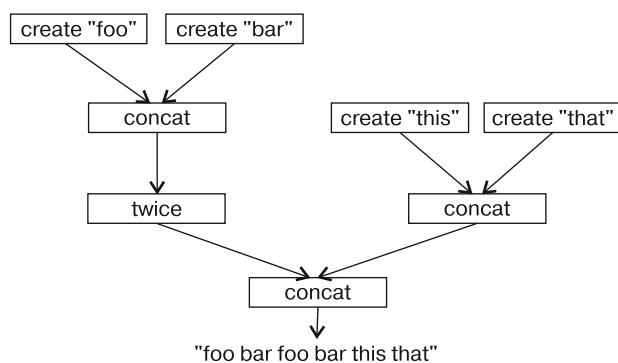 create "foo"
create "bar"
concat
create "this"
create "that"
twice
concat
concat
"foo bar foo bar this that"